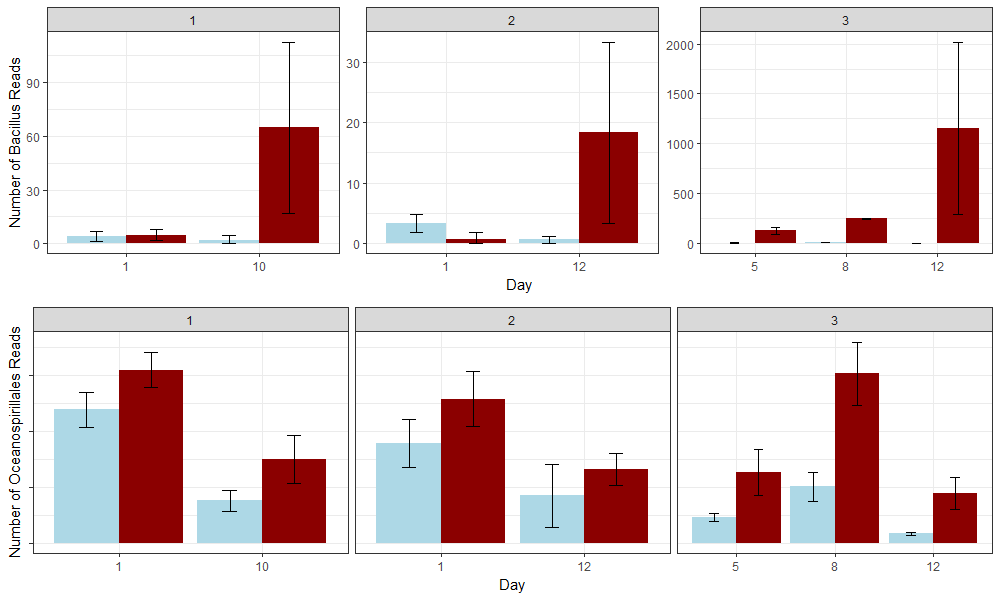 1 2 3
Number of Bacillus Reads
90
60
30
0
30
20
10
0
2000
1500
1000
500
0
1 10 1 12 5 8 12
Day
1 2 3
Number of Oceanospirillales Reads
1 10 1 12 5 8 12
Day